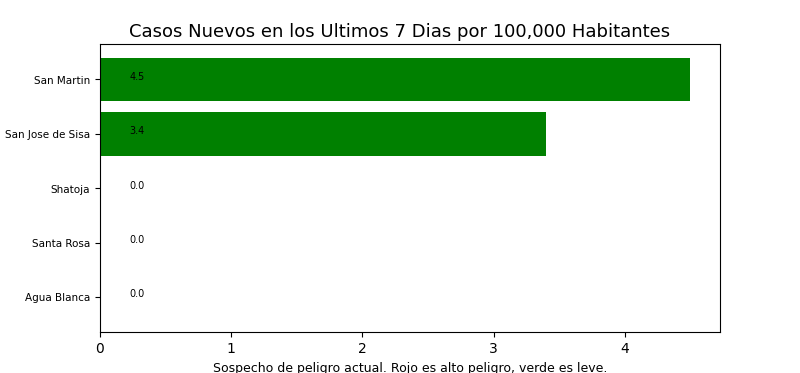 Casos Nuevos en los Ultimos 7 Dias por 100,000 Habitantes
San Martin 4.5
San Jose de Sisa 3.4
Shatoja 0.0
Santa Rosa 0.0
Agua Blanca 0.0
0 1 2 3 4
Sospecho de peligro actual. Rojo es alto peligro, verde es leve.